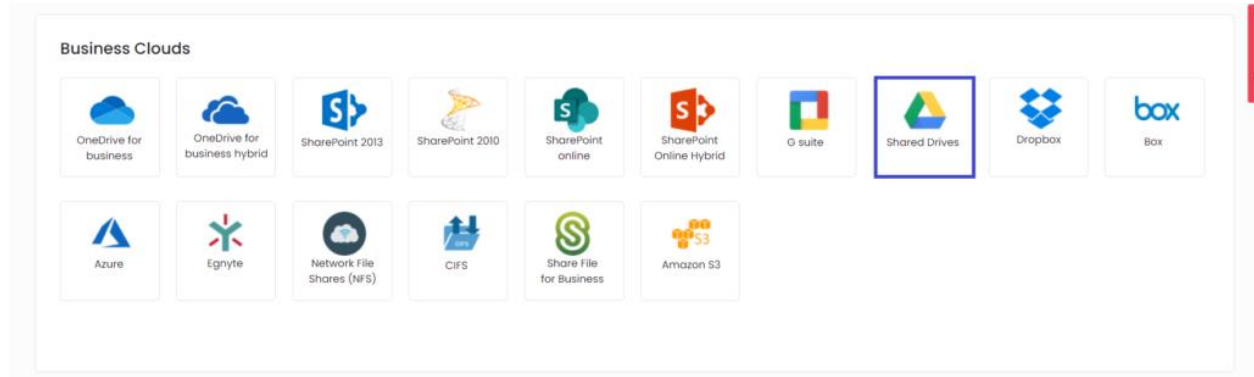 Business Clouds
OneDrive for
business
OneDrive for
business hybrid
SharePoint 2013
SharePoint 2010
SharePoint
online
SharePoint
Online Hybrid
G suite
Shared Drives
Dropbox
box
Box
Azure
Egnyte
Network File
Shares (NFS)
CIFS
CIFS
Share File
for Business
S3
Amazon S3